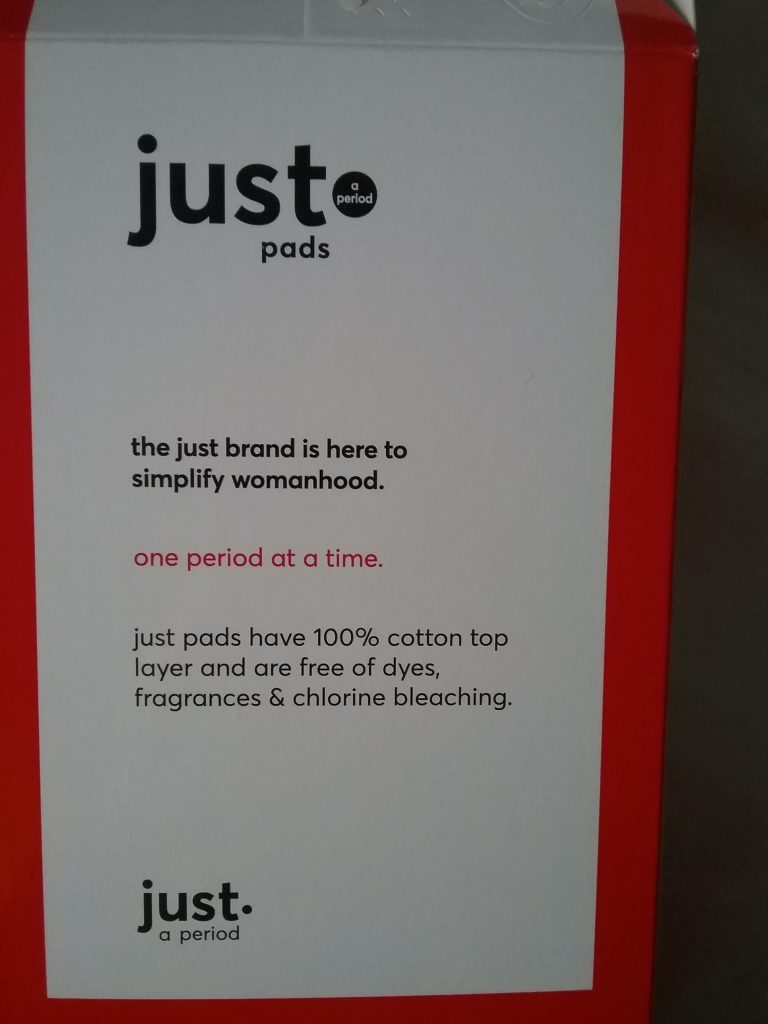 just
a
period
pads
the just brand is here to
simplify womanhood.
one period at a time.
just pads have 100% cotton top
layer and are free of dyes,
fragrances & chlorine bleaching.
just.
a period